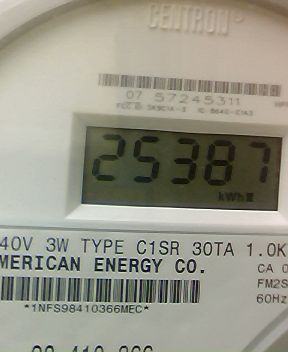 CENTRON®
07 57245311
25387
kWh
40V 3W TYPE C1SR 30TA 1.0K
MERICAN ENERGY CO.
CA 0
FM2S
60Hz
*1NFS98410366MEC*